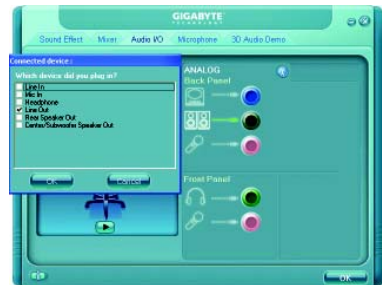 GIGABYTE
TECHNOLOGY
Sound Effect Mixer Audio I/O Microphone 3D Audio Demo
Connected device :
Which device did you plug in?
Line In
Mic In
Headphone
Line Out
Rear Speaker Out
Center/Subwoofer Speaker Out
OK
Cancel
ANALOG
Back Panel
Front Panel
OK